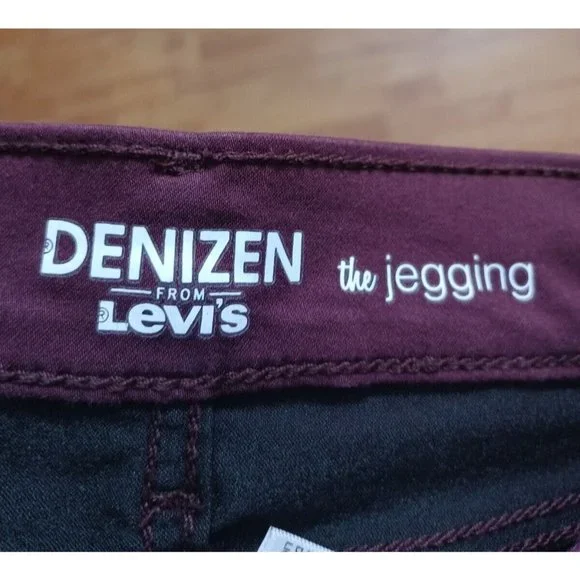 ®DENIZEN
FROM
®Levi's
the jegging